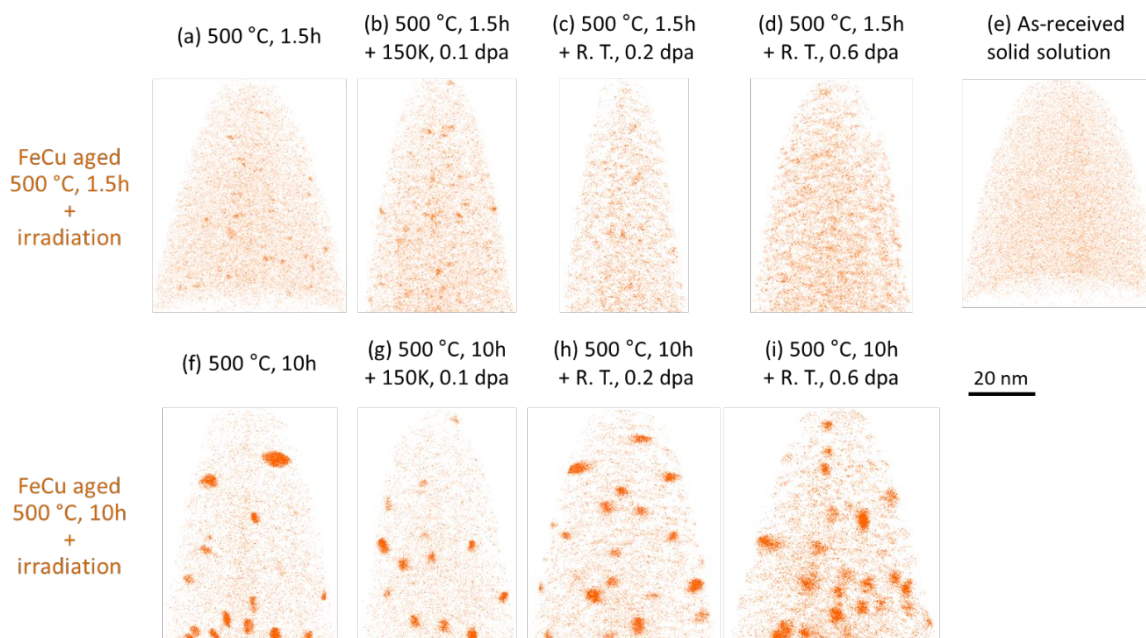 (a) 500 °C, 1.5h
(b) 500 °C, 1.5h
+ 150K, 0.1 dpa
(c) 500 °C, 1.5h
+ R. T., 0.2 dpa
(d) 500 °C, 1.5h
+ R. T., 0.6 dpa
(e) As-received
solid solution
FeCu aged
500 °C, 1.5h
+
irradiation
(f) 500 °C, 10h
(g) 500 °C, 10h
+ 150K, 0.1 dpa
(h) 500 °C, 10h
+ R. T., 0.2 dpa
(i) 500 °C, 10h
+ R. T., 0.6 dpa
20 nm
FeCu aged
500 °C, 10h
+
irradiation